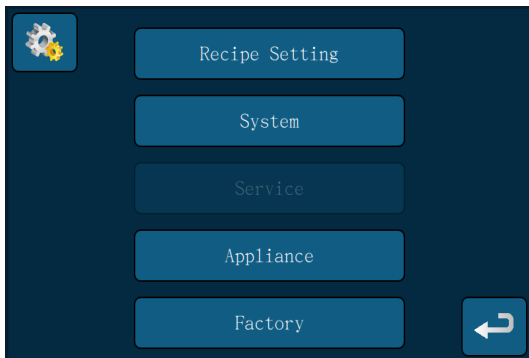 Recipe Setting
System
Service
Appliance
Factory